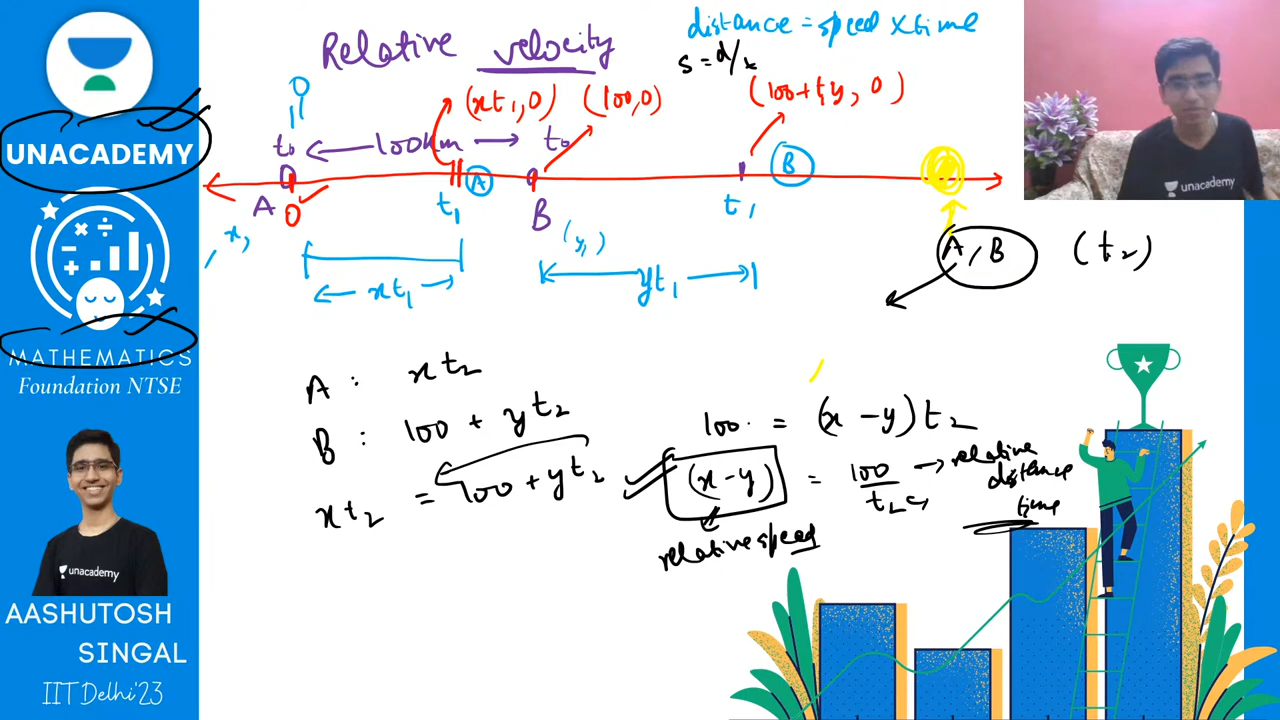 Relative velocity
distance = speed x time
s = d/t
(xt₁, 0)
(100, 0)
(100 + t₁y, 0)
t₀
100km
t₀
A
B
A
0
t₁
B
t₁
x,
(y,)
A, B
(t₂)
xt₁
yt₁
A : xt₂
B : 100 + yt₂
xt₂ = 100 + yt₂
100 = (x - y) t₂
(x - y) = 100/t₂
relative
distance
time
relative speed
UNACADEMY
MATHEMATICS
Foundation NTSE
unacademy
AASHUTOSH
SINGAL
IIT Delhi'23
unacademy